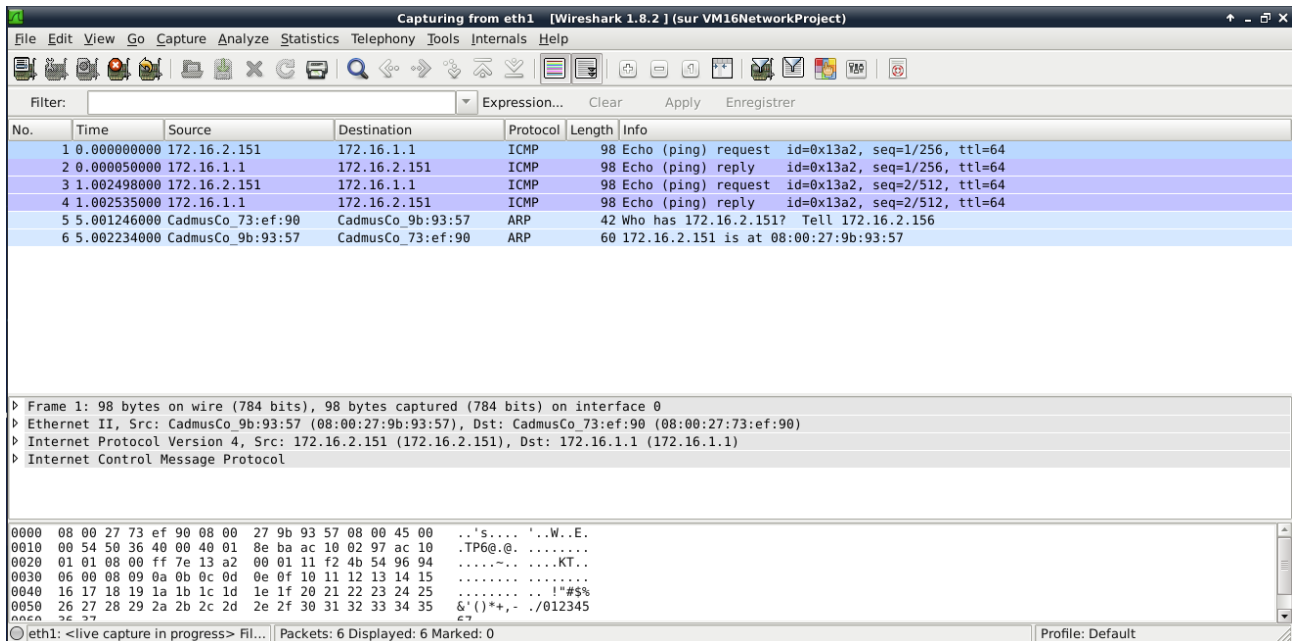 Capturing from eth1 [Wireshark 1.8.2 ] (sur VM16NetworkProject)
File Edit View Go Capture Analyze Statistics Telephony Tools Internals Help
Filter: Expression... Clear Apply Enregistrer
No. Time Source Destination Protocol Length Info
1 0.000000000 172.16.2.151 172.16.1.1 ICMP 98 Echo (ping) request id=0x13a2, seq=1/256, ttl=64
2 0.000050000 172.16.1.1 172.16.2.151 ICMP 98 Echo (ping) reply id=0x13a2, seq=1/256, ttl=64
3 1.002498000 172.16.2.151 172.16.1.1 ICMP 98 Echo (ping) request id=0x13a2, seq=2/512, ttl=64
4 1.002535000 172.16.1.1 172.16.2.151 ICMP 98 Echo (ping) reply id=0x13a2, seq=2/512, ttl=64
5 5.001246000 CadmusCo_73:ef:90 CadmusCo_9b:93:57 ARP 42 Who has 172.16.2.151? Tell 172.16.2.156
6 5.002234000 CadmusCo_9b:93:57 CadmusCo_73:ef:90 ARP 60 172.16.2.151 is at 08:00:27:9b:93:57
Frame 1: 98 bytes on wire (784 bits), 98 bytes captured (784 bits) on interface 0
Ethernet II, Src: CadmusCo_9b:93:57 (08:00:27:9b:93:57), Dst: CadmusCo_73:ef:90 (08:00:27:73:ef:90)
Internet Protocol Version 4, Src: 172.16.2.151 (172.16.2.151), Dst: 172.16.1.1 (172.16.1.1)
Internet Control Message Protocol
0000 08 00 27 73 ef 90 08 00 27 9b 93 57 08 00 45 00 ..'s.... '..W..E.
0010 00 54 50 36 40 00 40 01 8e ba ac 10 02 97 ac 10 .TP6@.@. ........
0020 01 01 08 00 ff 7e 13 a2 00 01 11 f2 4b 54 96 94 .....~.. ....KT..
0030 06 00 08 09 0a 0b 0c 0d 0e 0f 10 11 12 13 14 15 ........ ........
0040 16 17 18 19 1a 1b 1c 1d 1e 1f 20 21 22 23 24 25 ........ .. !"#$%
0050 26 27 28 29 2a 2b 2c 2d 2e 2f 30 31 32 33 34 35 &'()*+,- ./012345
0060 36 37 67
eth1: <live capture in progress> Fil... Packets: 6 Displayed: 6 Marked: 0 Profile: Default